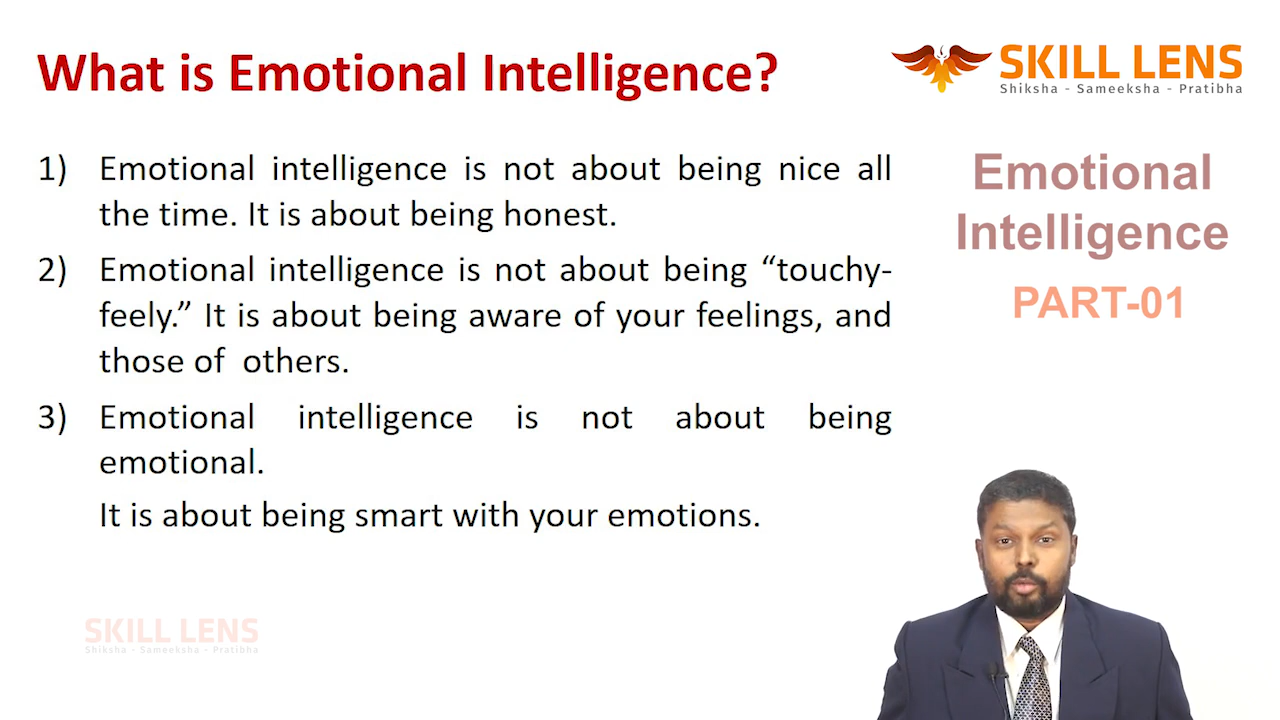 What is Emotional Intelligence?
SKILL LENS
Shiksha - Sameeksha - Pratibha
1) Emotional intelligence is not about being nice all
the time. It is about being honest.
2) Emotional intelligence is not about being “touchy-
feely.” It is about being aware of your feelings, and
those of others.
3) Emotional intelligence is not about being
emotional.
It is about being smart with your emotions.
Emotional
Intelligence
PART-01
SKILL LENS
Shiksha - Sameeksha - Pratibha